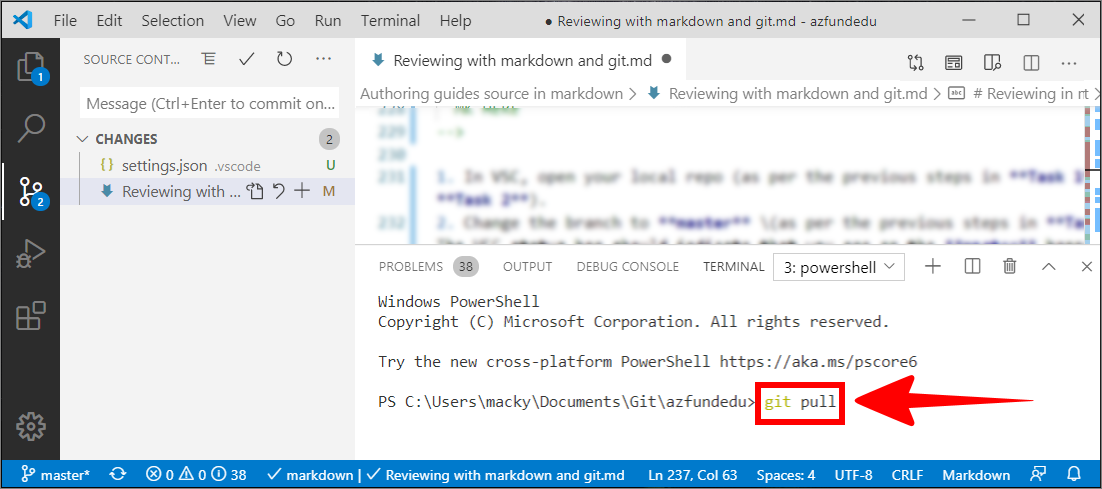 File Edit Selection View Go Run Terminal Help ● Reviewing with markdown and git.md - azfundedu
SOURCE CONT...
Reviewing with markdown and git.md ●
1
Message (Ctrl+Enter to commit on...
Authoring guides source in markdown > Reviewing with markdown and git.md > abc # Reviewing in
228
CHANGES 2
229 -->
settings.json .vscode U
230
Reviewing with ... M
2
231 1. In VSC, open your local repo (as per the previous steps in **Task
**Task 2**).
232 2. Change the branch to **master** \(as per the previous steps in **Ta
PROBLEMS 38 OUTPUT DEBUG CONSOLE TERMINAL 3: powershell
Windows PowerShell
Copyright (C) Microsoft Corporation. All rights reserved.
Try the new cross-platform PowerShell https://aka.ms/pscore6
PS C:\Users\macky\Documents\Git\azfundedu> git pull
master* 0 0 38 markdown | Reviewing with markdown and git.md Ln 237, Col 63 Spaces: 4 UTF-8 CRLF Markdown